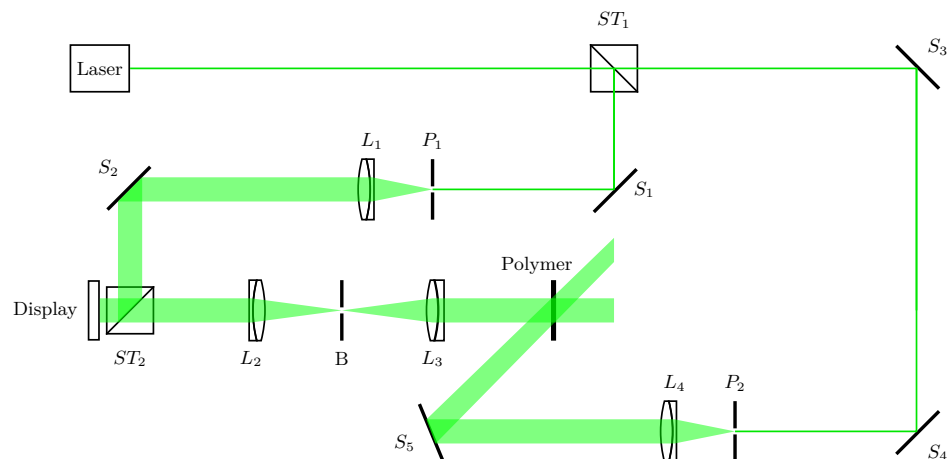 ST₁
S₃
Laser
L₁
P₁
S₂
S₁
Polymer
Display
ST₂
L₂
B
L₃
L₄
P₂
S₅
S₄